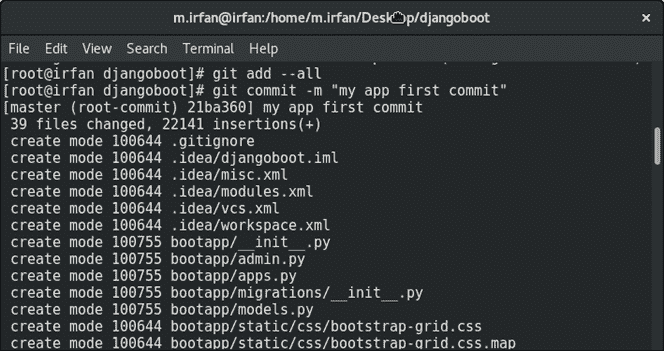 m.irfan@irfan:/home/m.irfan/Desktop/djangoboot ×
File Edit View Search Terminal Help
[root@irfan djangoboot]# git add --all
[root@irfan djangoboot]# git commit -m "my app first commit"
[master (root-commit) 21ba360] my app first commit
39 files changed, 22141 insertions(+)
create mode 100644 .gitignore
create mode 100644 .idea/djangoboot.iml
create mode 100644 .idea/misc.xml
create mode 100644 .idea/modules.xml
create mode 100644 .idea/vcs.xml
create mode 100644 .idea/workspace.xml
create mode 100755 bootapp/__init__.py
create mode 100755 bootapp/admin.py
create mode 100755 bootapp/apps.py
create mode 100755 bootapp/migrations/__init__.py
create mode 100755 bootapp/models.py
create mode 100644 bootapp/static/css/bootstrap-grid.css
create mode 100644 bootapp/static/css/bootstrap-grid.css.map